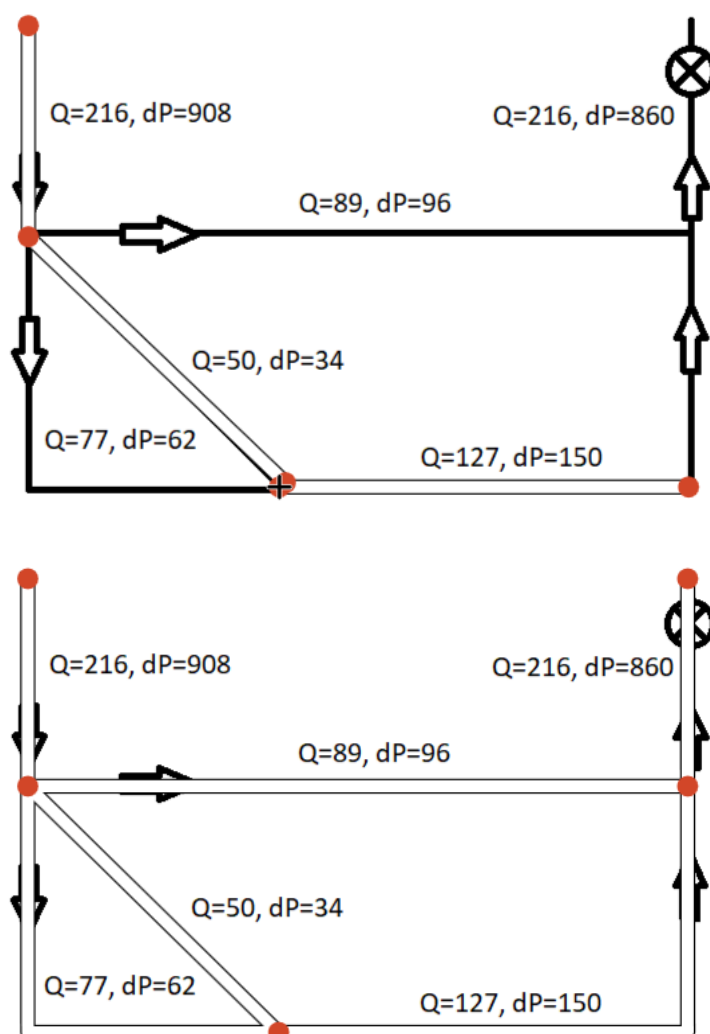 Q=216, dP=908
Q=216, dP=860
Q=89, dP=96
Q=50, dP=34
Q=77, dP=62
Q=127, dP=150
Q=216, dP=908
Q=216, dP=860
Q=89, dP=96
Q=50, dP=34
Q=77, dP=62
Q=127, dP=150